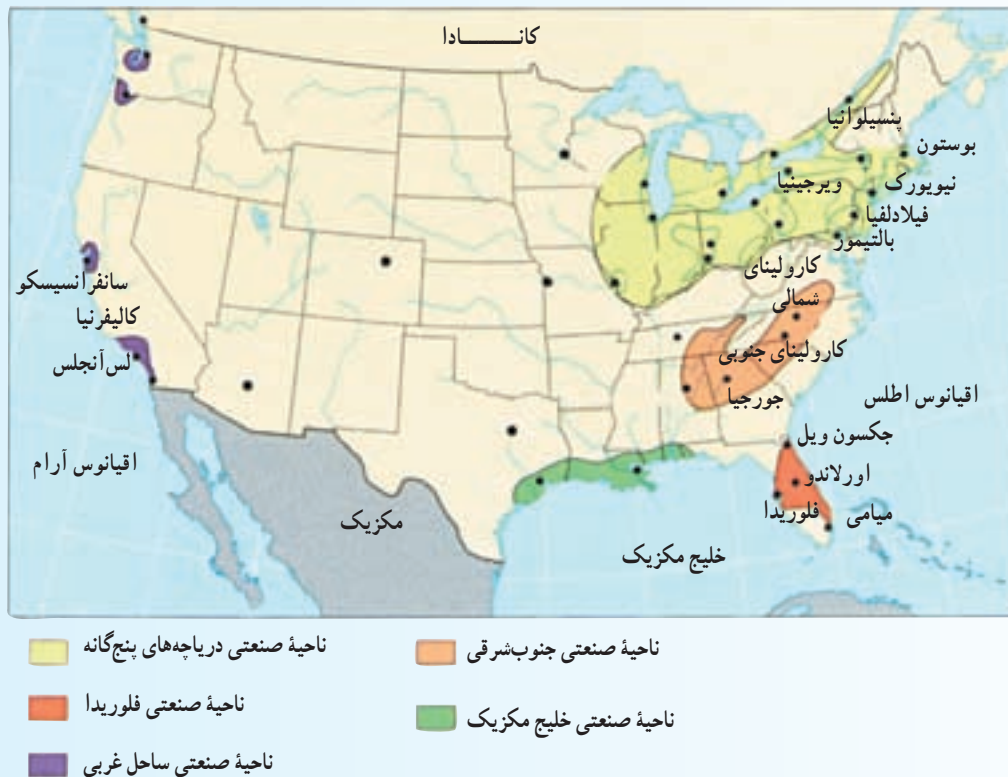 کانـــــادا
پنسیلوانیا
بوستون
ویرجینیا
نیویورک
فیلادلفیا
بالتیمور
کارولینای
شمالی
سانفرانسیسکو
کالیفرنیا
کارولینای جنوبی
لس‌آنجلس
جورجیا
اقیانوس اطلس
جکسون ویل
اقیانوس آرام
اورلاندو
فلوریدا
میامی
مکزیک
خلیج مکزیک
ناحیهٔ صنعتی دریاچه‌های پنج‌گانه
ناحیهٔ صنعتی جنوب‌شرقی
ناحیهٔ صنعتی فلوریدا
ناحیهٔ صنعتی خلیج مکزیک
ناحیهٔ صنعتی ساحل غربی